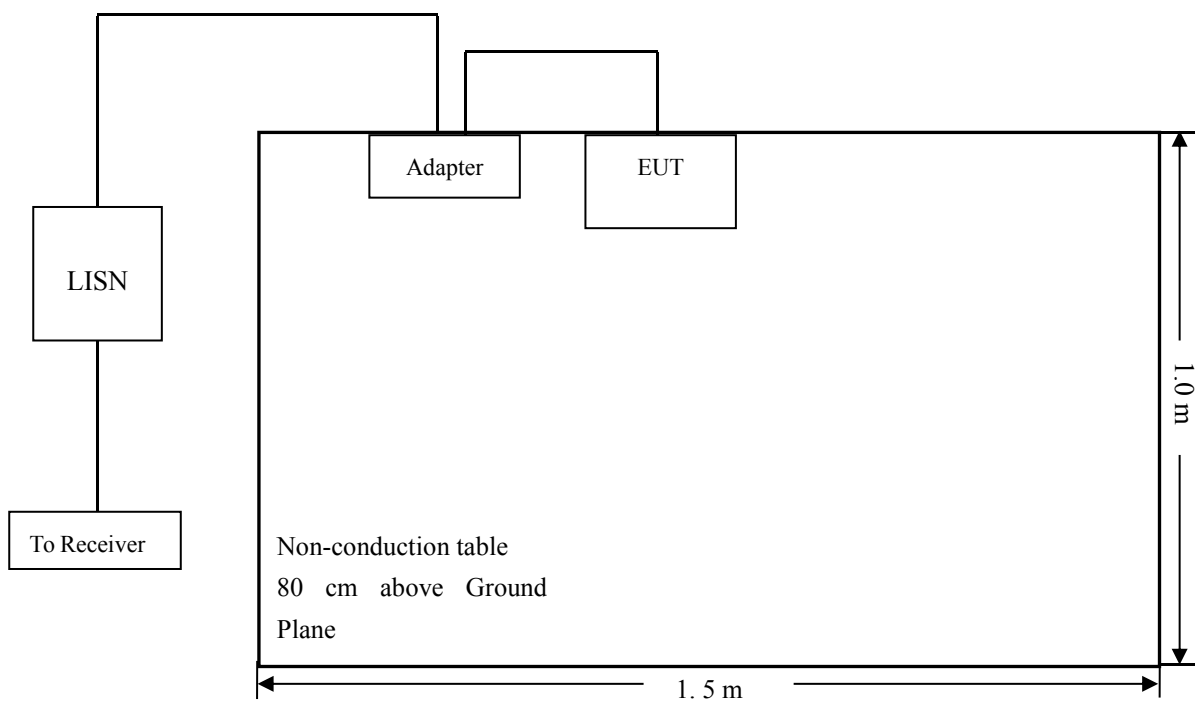 Adapter
EUT
LISN
1.0 m
To Receiver
Non-conduction table
80 cm above Ground
Plane
1. 5 m